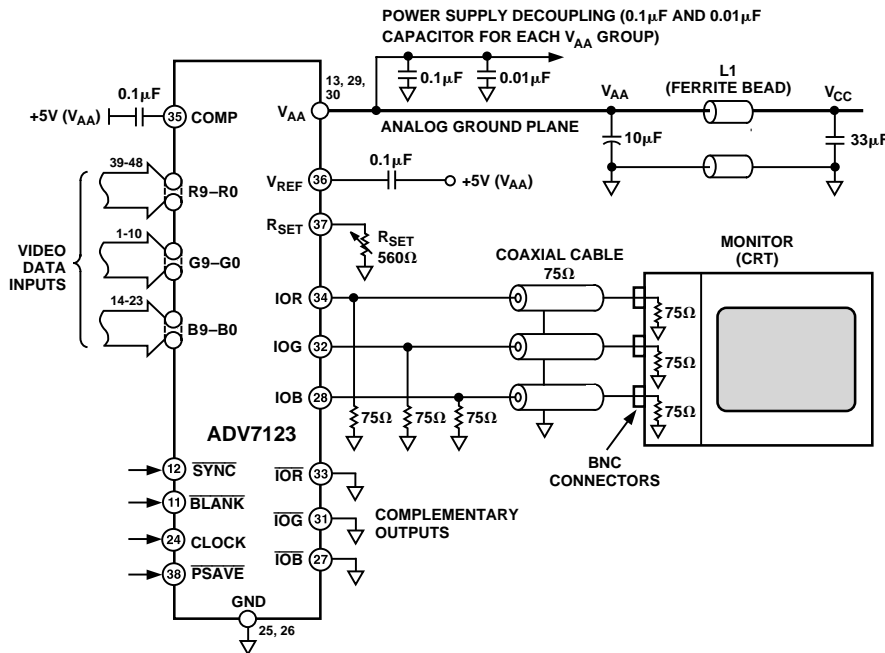 POWER SUPPLY DECOUPLING (0.1μF AND 0.01μF
CAPACITOR FOR EACH VAA GROUP)
0.1μF
0.01μF
L1
(FERRITE BEAD)
VAA
VCC
10μF
33μF
ANALOG GROUND PLANE
13, 29,
30
VAA
0.1μF
+5V (VAA)
35
COMP
VREF
36
0.1μF
+5V (VAA)
39-48
R9–R0
RSET
37
RSET
560Ω
VIDEO
DATA
INPUTS
1-10
G9–G0
14-23
B9–B0
COAXIAL CABLE
75Ω
MONITOR
(CRT)
IOR
34
75Ω
IOG
32
75Ω
IOB
28
75Ω
75Ω
75Ω
75Ω
BNC
CONNECTORS
ADV7123
12
SYNC
11
BLANK
24
CLOCK
38
PSAVE
IOR
33
IOG
31
IOB
27
COMPLEMENTARY
OUTPUTS
GND
25, 26